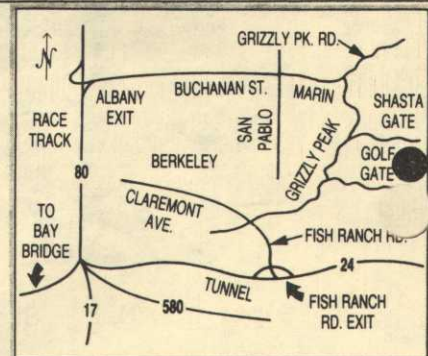 GRIZZLY PK. RD.
N
BUCHANAN ST.
MARIN
ALBANY
EXIT
SHASTA
GATE
RACE
TRACK
SAN
PABLO
GRIZZLY PEAK
GOLF
GATE
BERKELEY
80
CLAREMONT
AVE.
TO
BAY
BRIDGE
FISH RANCH RD.
24
TUNNEL
17
580
FISH RANCH
RD. EXIT